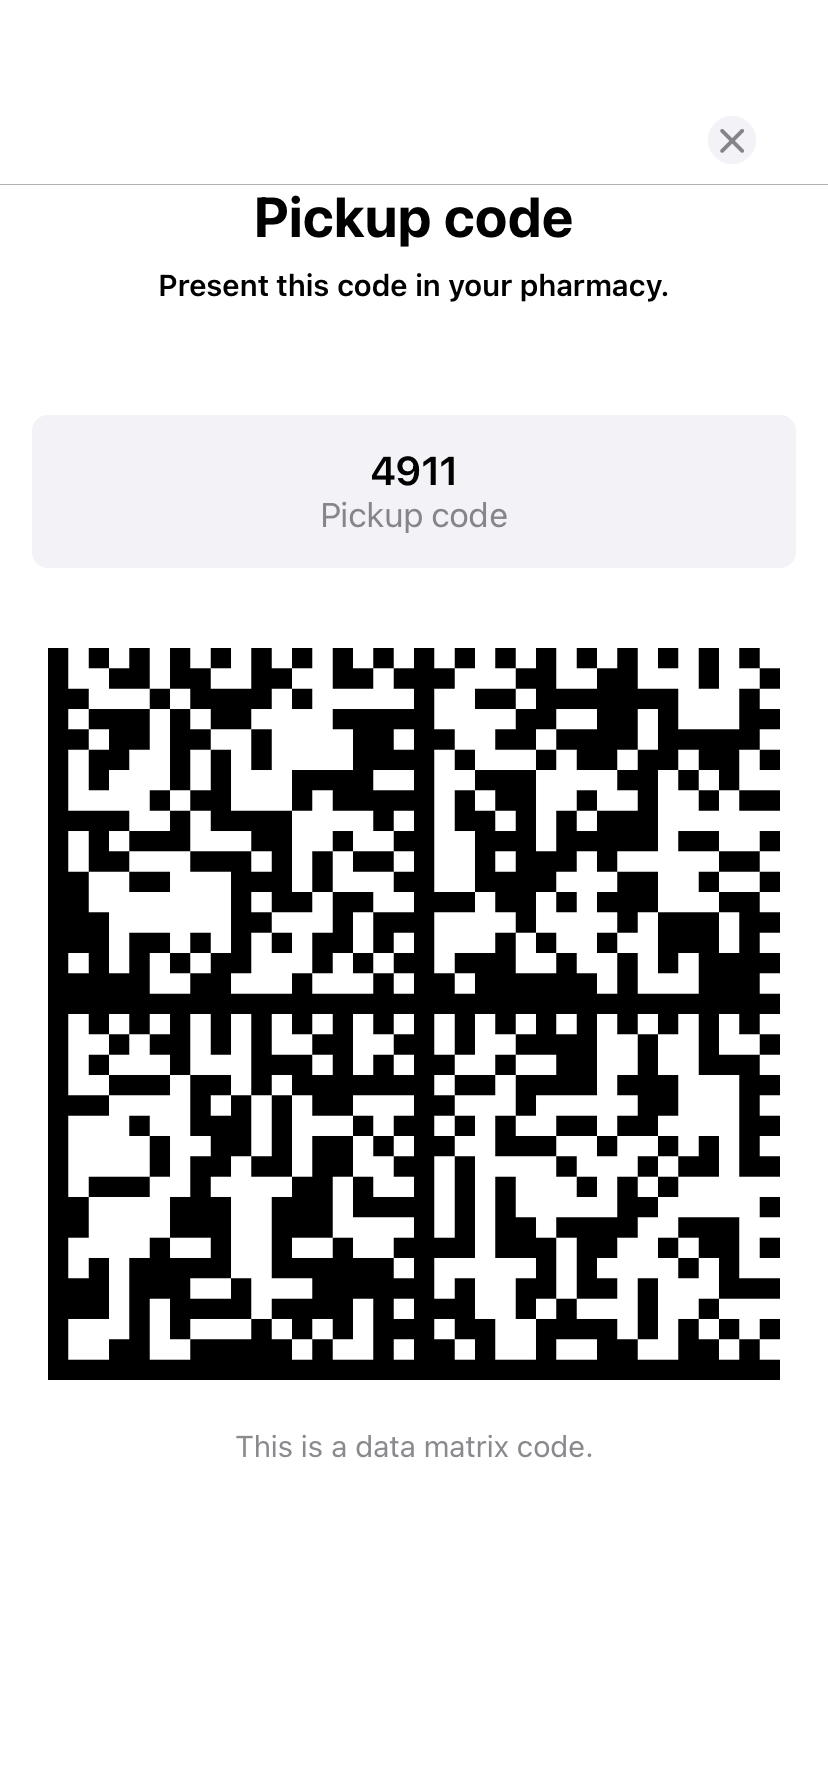 Pickup code
Present this code in your pharmacy.
4911
Pickup code
This is a data matrix code.